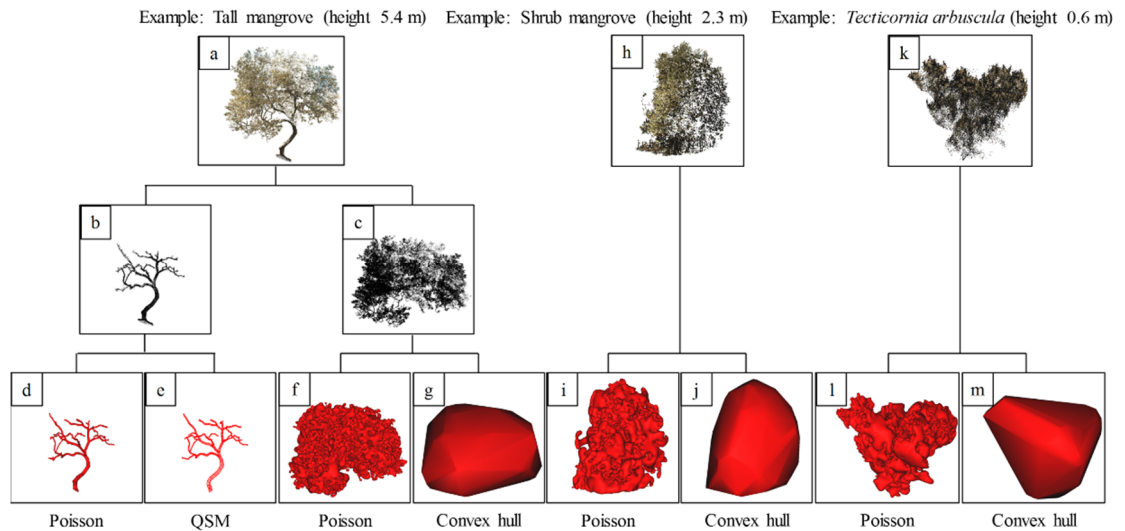 Example: Tall mangrove (height 5.4 m) Example: Shrub mangrove (height 2.3 m) Example: Tecticornia arbuscula (height 0.6 m)
a h k
b c
d e f g i j l m
Poisson QSM Poisson Convex hull Poisson Convex hull Poisson Convex hull